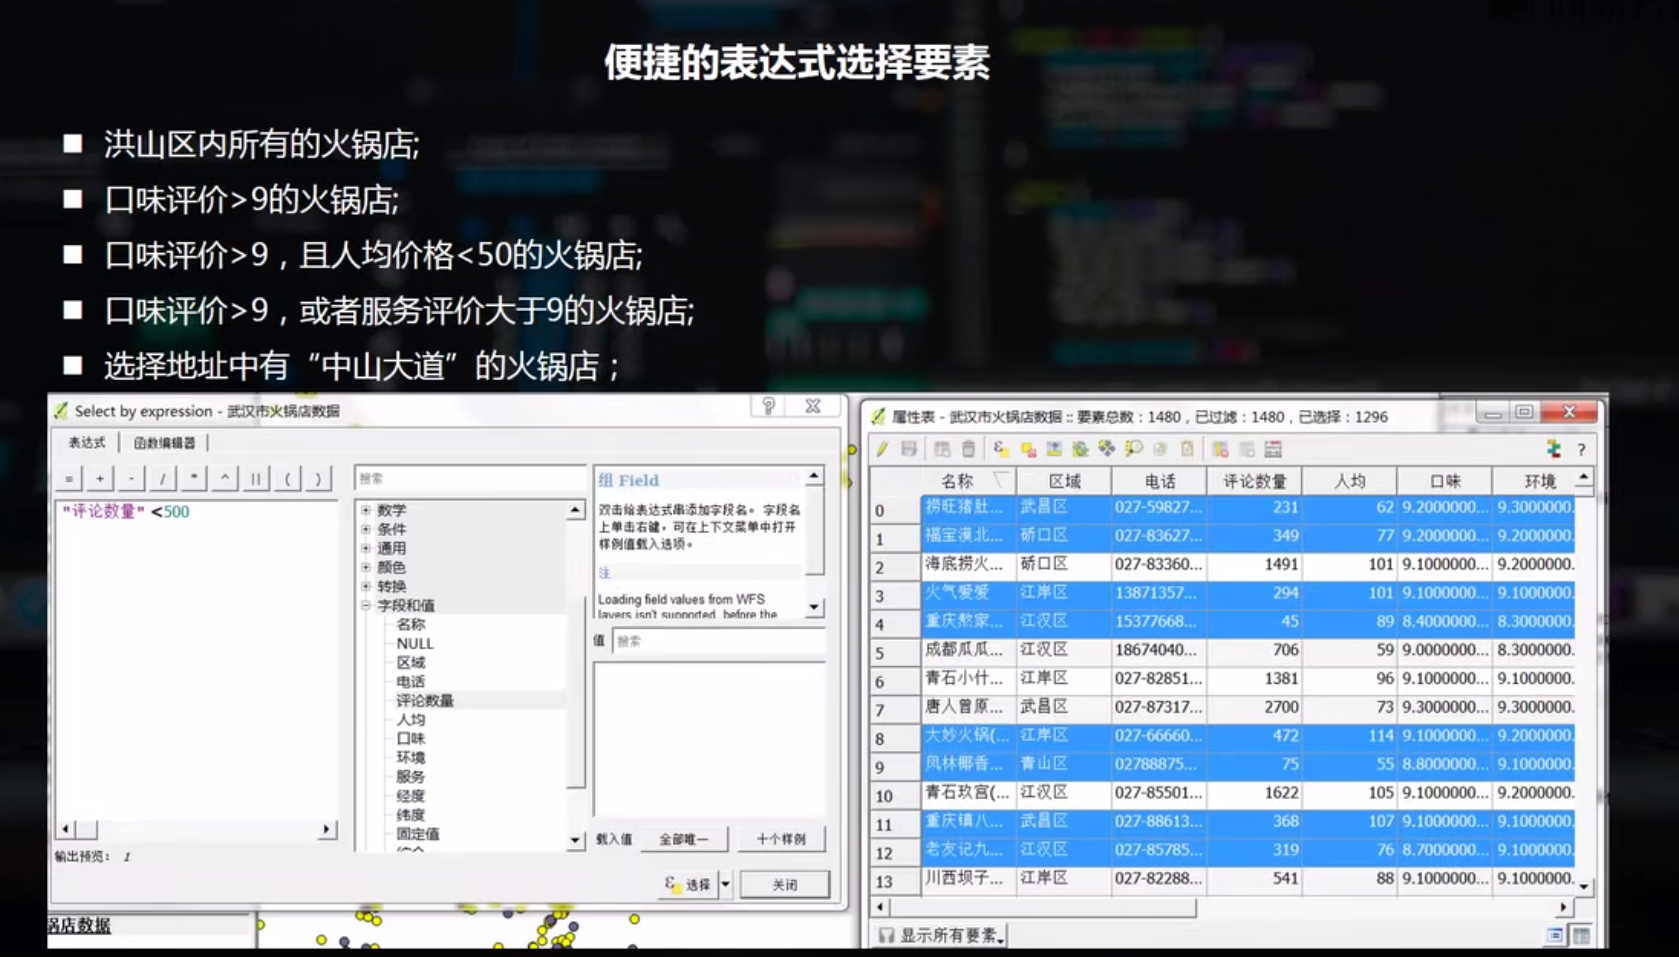 便捷的表达式选择要素
洪山区内所有的火锅店;
口味评价>9的火锅店;
口味评价>9，且人均价格<50的火锅店;
口味评价>9，或者服务评价大于9的火锅店;
选择地址中有“中山大道”的火锅店；
Select by expression - 武汉市火锅店数据
表达式 函数编辑器
= + - / * ^ || ( )
"评论数量" <500
输出预览： 1
搜索
数学
条件
通用
颜色
转换
字段和值
名称
NULL
区域
电话
评论数量
人均
口味
环境
服务
经度
纬度
固定值
组 Field
双击给表达式串添加字段名。 字段名
上单击右键，可在上下文菜单中打开
样例值载入选项。
注
Loading field values from WFS
layers isn't supported, before the
值 搜索
载入值 全部唯一 十个样例
选择 关闭
锅店数据
属性表 - 武汉市火锅店数据 :: 要素总数：1480，已过滤：1480，已选择：1296
名称 区域 电话 评论数量 人均 口味 环境
0 捞旺猪肚... 武昌区 027-59827... 231 62 9.2000000... 9.3000000.
1 福宝漠北... 硚口区 027-83627... 349 77 9.2000000... 9.2000000.
2 海底捞火... 硚口区 027-83360... 1491 101 9.1000000... 9.2000000.
3 火气爱爱 江岸区 13871357... 294 101 9.1000000... 9.1000000.
4 重庆熬家... 江汉区 15377668... 45 89 8.4000000... 8.3000000.
5 成都瓜瓜... 江汉区 18674040... 706 59 9.0000000... 8.3000000.
6 青石小什... 江岸区 027-82851... 1381 96 9.1000000... 9.1000000.
7 唐人曾原... 武昌区 027-87317... 2700 73 9.3000000... 9.3000000.
8 大妙火锅(... 江岸区 027-66660... 472 114 9.1000000... 9.2000000.
9 凤林椰香... 青山区 02788875... 75 55 8.8000000... 9.1000000.
10 青石玖宫(... 江汉区 027-85501... 1622 105 9.1000000... 9.2000000.
11 重庆镇八... 武昌区 027-88613... 368 107 9.1000000... 9.1000000.
12 老友记九... 江汉区 027-85785... 319 76 8.7000000... 9.1000000.
13 川西坝子... 江岸区 027-82288... 541 88 9.1000000... 9.1000000.
显示所有要素